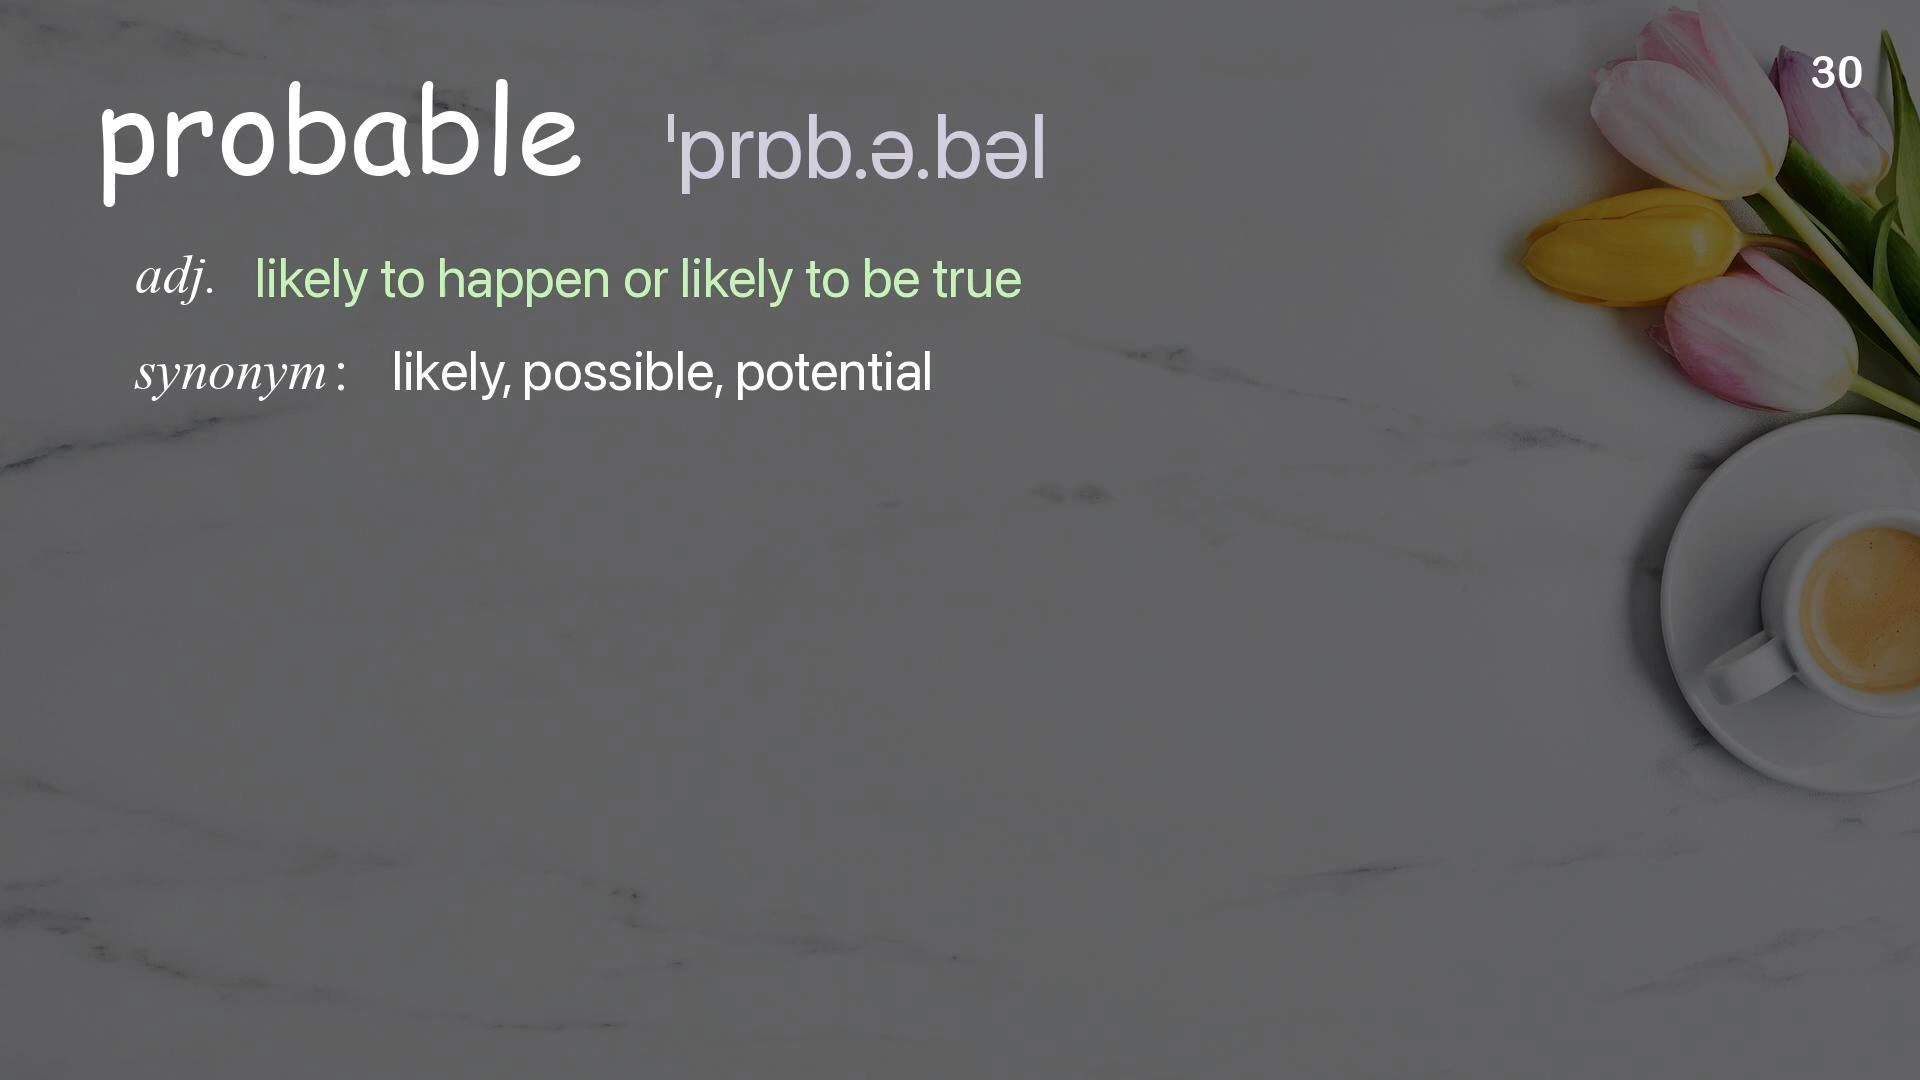 30
probable ˈprɒb.ə.bəl
adj. likely to happen or likely to be true
synonym: likely, possible, potential